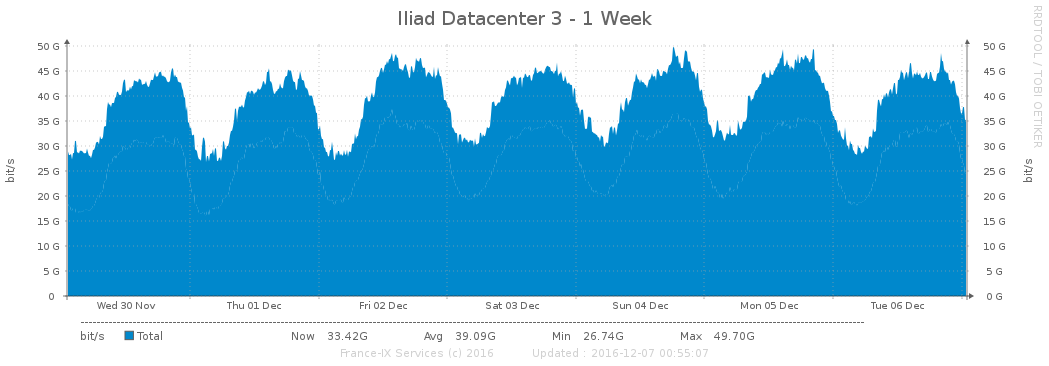 Iliad Datacenter 3 - 1 Week
RRDTOOL / TOBI OETIKER
50 G 50 G
45 G 45 G
40 G 40 G
35 G 35 G
30 G 30 G
25 G 25 G
20 G 20 G
15 G 15 G
10 G 10 G
5 G 5 G
0 0 G
bit/s bit/s
Wed 30 Nov Thu 01 Dec Fri 02 Dec Sat 03 Dec Sun 04 Dec Mon 05 Dec Tue 06 Dec
bit/s Total Now 33.42G Avg 39.09G Min 26.74G Max 49.70G
France-IX Services (c) 2016 Updated : 2016-12-07 00:55:07